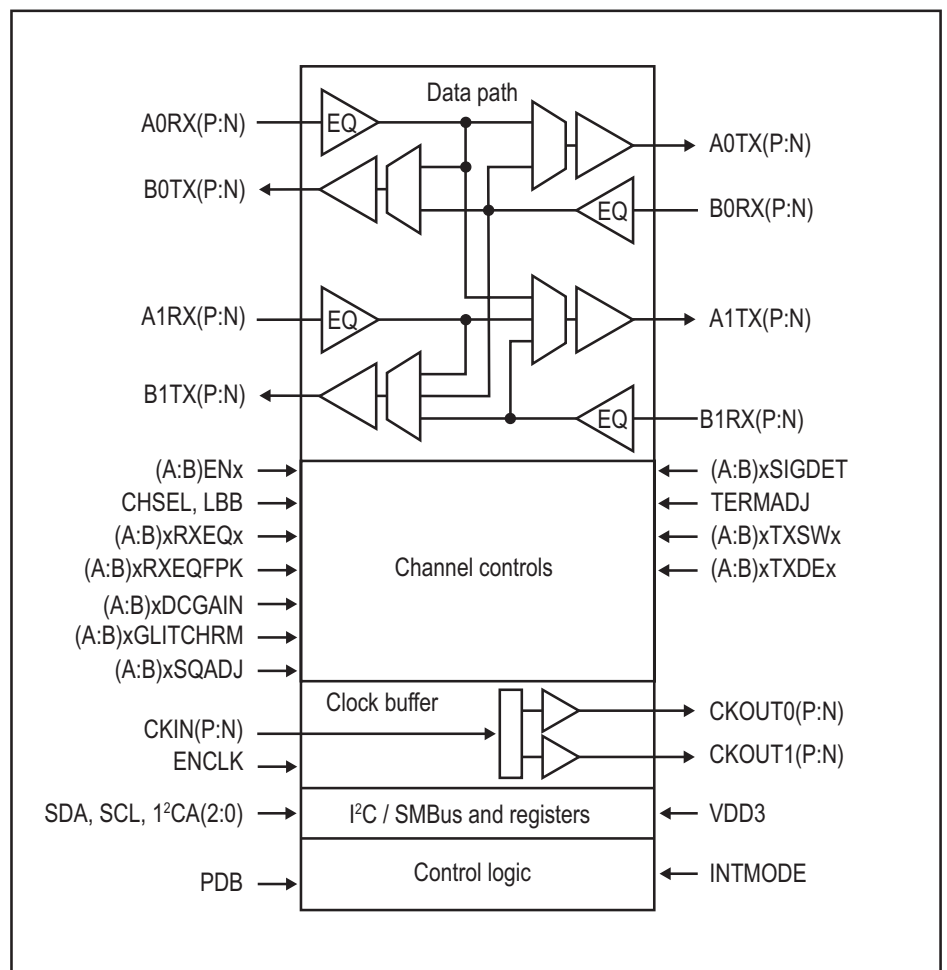 Data path
A0RX(P:N)
EQ
A0TX(P:N)
B0TX(P:N)
EQ
B0RX(P:N)
A1RX(P:N)
EQ
A1TX(P:N)
B1TX(P:N)
EQ
B1RX(P:N)
(A:B)ENx
(A:B)xSIGDET
CHSEL, LBB
TERMADJ
(A:B)xRXEQx
(A:B)xTXSWx
(A:B)xRXEQFPK
Channel controls
(A:B)xTXDEx
(A:B)xDCGAIN
(A:B)xGLITCHRM
(A:B)xSQADJ
Clock buffer
CKOUT0(P:N)
CKIN(P:N)
CKOUT1(P:N)
ENCLK
SDA, SCL, 1²CA(2:0)
I²C / SMBus and registers
VDD3
Control logic
INTMODE
PDB